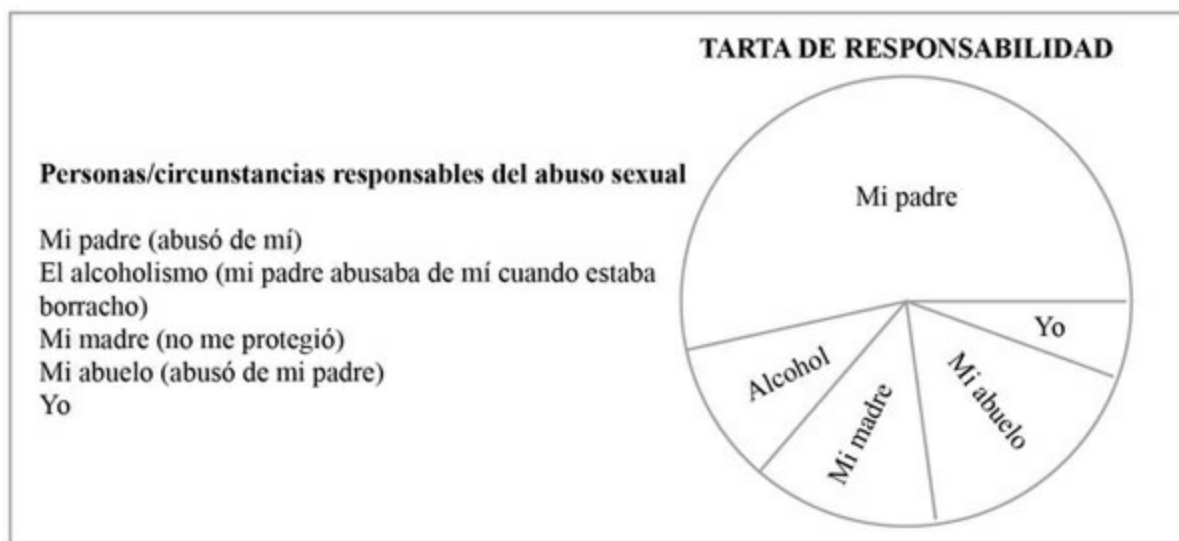 TARTA DE RESPONSABILIDAD
Personas/circunstancias responsables del abuso sexual
Mi padre (abusó de mí)
El alcoholismo (mi padre abusaba de mí cuando estaba
borracho)
Mi madre (no me protegió)
Mi abuelo (abusó de mi padre)
Yo
Mi padre
Yo
Alcohol
Mi madre
Mi abuelo